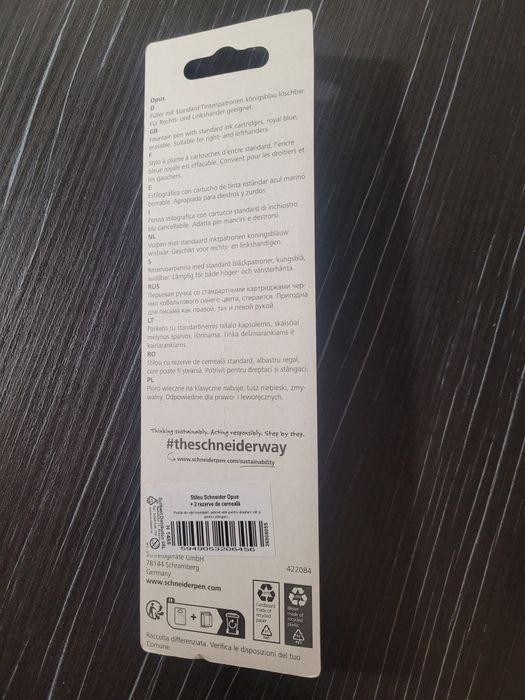 Opus
D
Füller mit Standard-Tintenpatronen königsblau löschbar.
Für Rechts- und Linkshänder geeignet.
GB
Fountain pen with standard ink cartridges, royal blue,
erasable. Suitable for right- and lefthanders.
F
Stylo à plume à cartouches d'encre standard, l'encre
bleue royale est effaçable. Convient pour les droitiers et
les gauchers.
E
Estilográfica con cartucho de tinta estándar azul marino
borrable. Apropiada para diestros y zurdos.
I
Penna stilografica con cartucce standard di inchiostro
blu cancellabile. Adatta per mancini e destrorsi.
NL
Vulpen met standaard inktpatronen koningsblauw
wisbaar. Geschikt voor rechts- en linkshandigen.
S
Reservoarpenna med standard bläckpatroner, kungsblå,
suddbar. Lämplig för både höger- och vänsterhänta.
RUS
Перьевая ручка со стандартными картриджами чер-
нил кобальтового синего цвета, стирается. Пригодна
для письма как правой, так и левой рукой.
LT
Parkeris su standartinėmis rašalo kapsulėmis, skaisčiai
mėlynos spalvos, ištrinama. Tinka dešiniarankiams ir
kairiarankiams.
RO
Stilou cu rezerve de cerneală standard, albastru regal,
care poate fi ștearsă. Potrivit pentru dreptaci și stângaci.
PL
Pióro wieczne na klasyczne naboje, tusz niebieski, zmy-
walny. Odpowiednie dla prawo- i leworęcznych.
Thinking sustainably. Acting responsibly. Step by step.
#theschneiderway
www.schneiderpen.com/sustainability
Stilou Schneider Opus
+ 2 rezerve de cerneală
5949053206456
GmbH
78144 Schramberg
Germany
422084
www.schneiderpen.com
Cardboard
made of
recycled
paper
Blister
made of
recycled
plastic
Raccolta differenziata. Verifica le disposizioni del tuo
Comune.